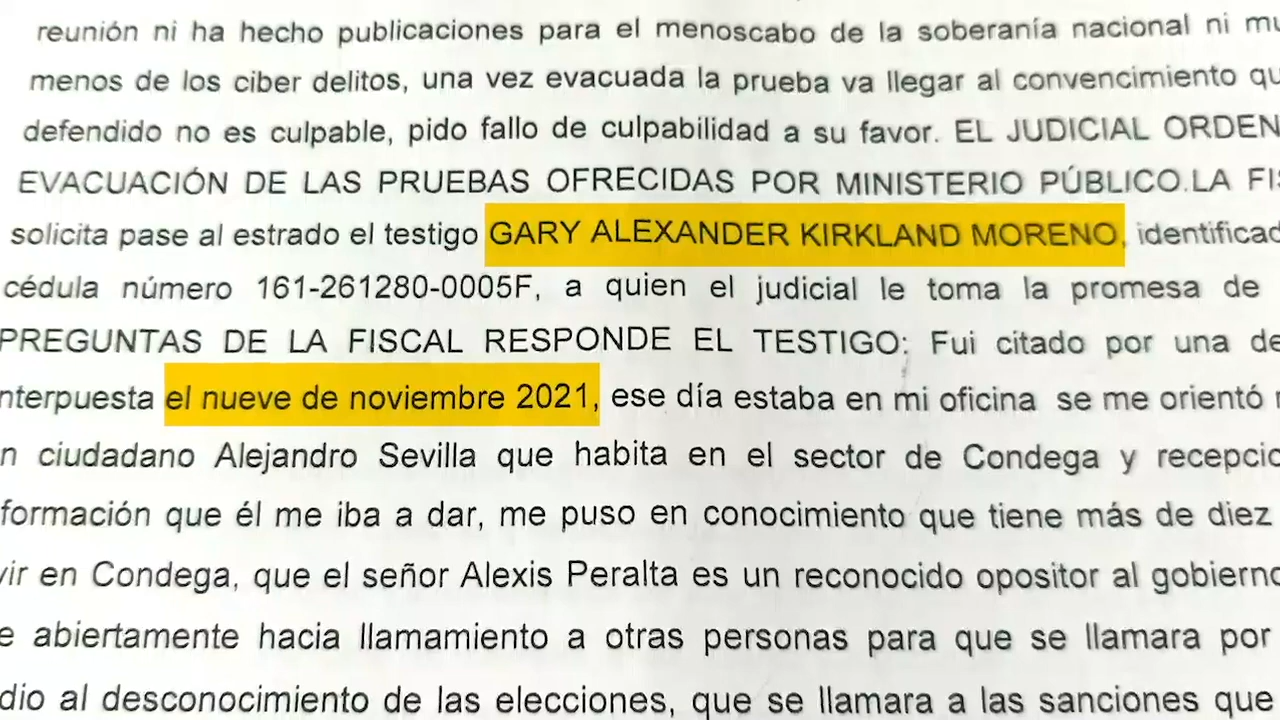 reunión ni ha hecho publicaciones para el menoscabo de la soberanía nacional ni
menos de los ciber delitos, una vez evacuada la prueba va llegar al convencimiento
defendido no es culpable, pido fallo de culpabilidad a su favor. EL JUDICIAL ORDEN
EVACUACIÓN DE LAS PRUEBAS OFRECIDAS POR MINISTERIO PÚBLICO.LA
solicita pase al estrado el testigo GARY ALEXANDER KIRKLAND MORENO, identificad
cédula número 161-261280-0005F, a quien el judicial le toma la promesa de
PREGUNTAS DE LA FISCAL RESPONDE EL TESTIGO: Fui citado por una de
nterpuesta el nueve de noviembre 2021, ese día estaba en mi oficina se me orientó
n ciudadano Alejandro Sevilla que habita en el sector de Condega y recepcio
formación que él me iba a dar, me puso en conocimiento que tiene más de diez
vir en Condega, que el señor Alexis Peralta es un reconocido opositor al gobierno
e abiertamente hacia llamamiento a otras personas para que se llamara por
dio al desconocimiento de las elecciones, que se llamara a las sanciones que